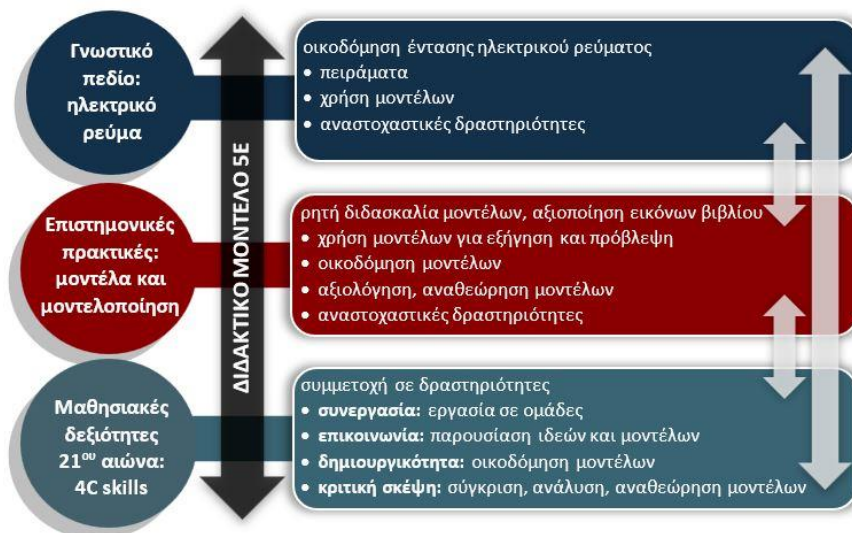 Γνωστικό
πεδίο:
ηλεκτρικό
ρεύμα
οικοδόμηση έντασης ηλεκτρικού ρεύματος
• πειράματα
• χρήση μοντέλων
• αναστοχαστικές δραστηριότητες
ΔΙΔΑΚΤΙΚΟ ΜΟΝΤΕΛΟ 5Ε
Επιστημονικές
πρακτικές:
μοντέλα και
μοντελοποίηση
ρητή διδασκαλία μοντέλων, αξιοποίηση εικόνων βιβλίου
• χρήση μοντέλων για εξήγηση και πρόβλεψη
• οικοδόμηση μοντέλων
• αξιολόγηση, αναθεώρηση μοντέλων
• αναστοχαστικές δραστηριότητες
Μαθησιακές
δεξιότητες
21ου αιώνα:
4C skills
συμμετοχή σε δραστηριότητες
• συνεργασία: εργασία σε ομάδες
• επικοινωνία: παρουσίαση ιδεών και μοντέλων
• δημιουργικότητα: οικοδόμηση μοντέλων
• κριτική σκέψη: σύγκριση, ανάλυση, αναθεώρηση μοντέλων